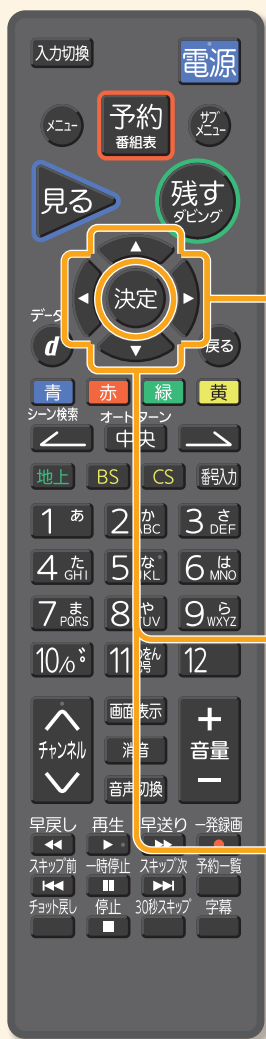 入力切換
電源
メニュー
予約
番組表
サブ
メニュー
見る
残す
ダビング
決定
データ
d
戻る
青 赤 緑 黄
シーン検索 オートターン
中央
地上 BS CS 番号入力
1 あ 2 か ABC 3 さ DEF
4 た GHI 5 な JKL 6 は MNO
7 ま PQRS 8 や TUV 9 ら WXYZ
10/0 11 12
画面表示
チャンネル 消音 + 音量 −
音声切換
早戻し 再生 早送り 一発録画
スキップ前 一時停止 スキップ次 予約一覧
チョット戻し 停止 30秒スキップ 字幕